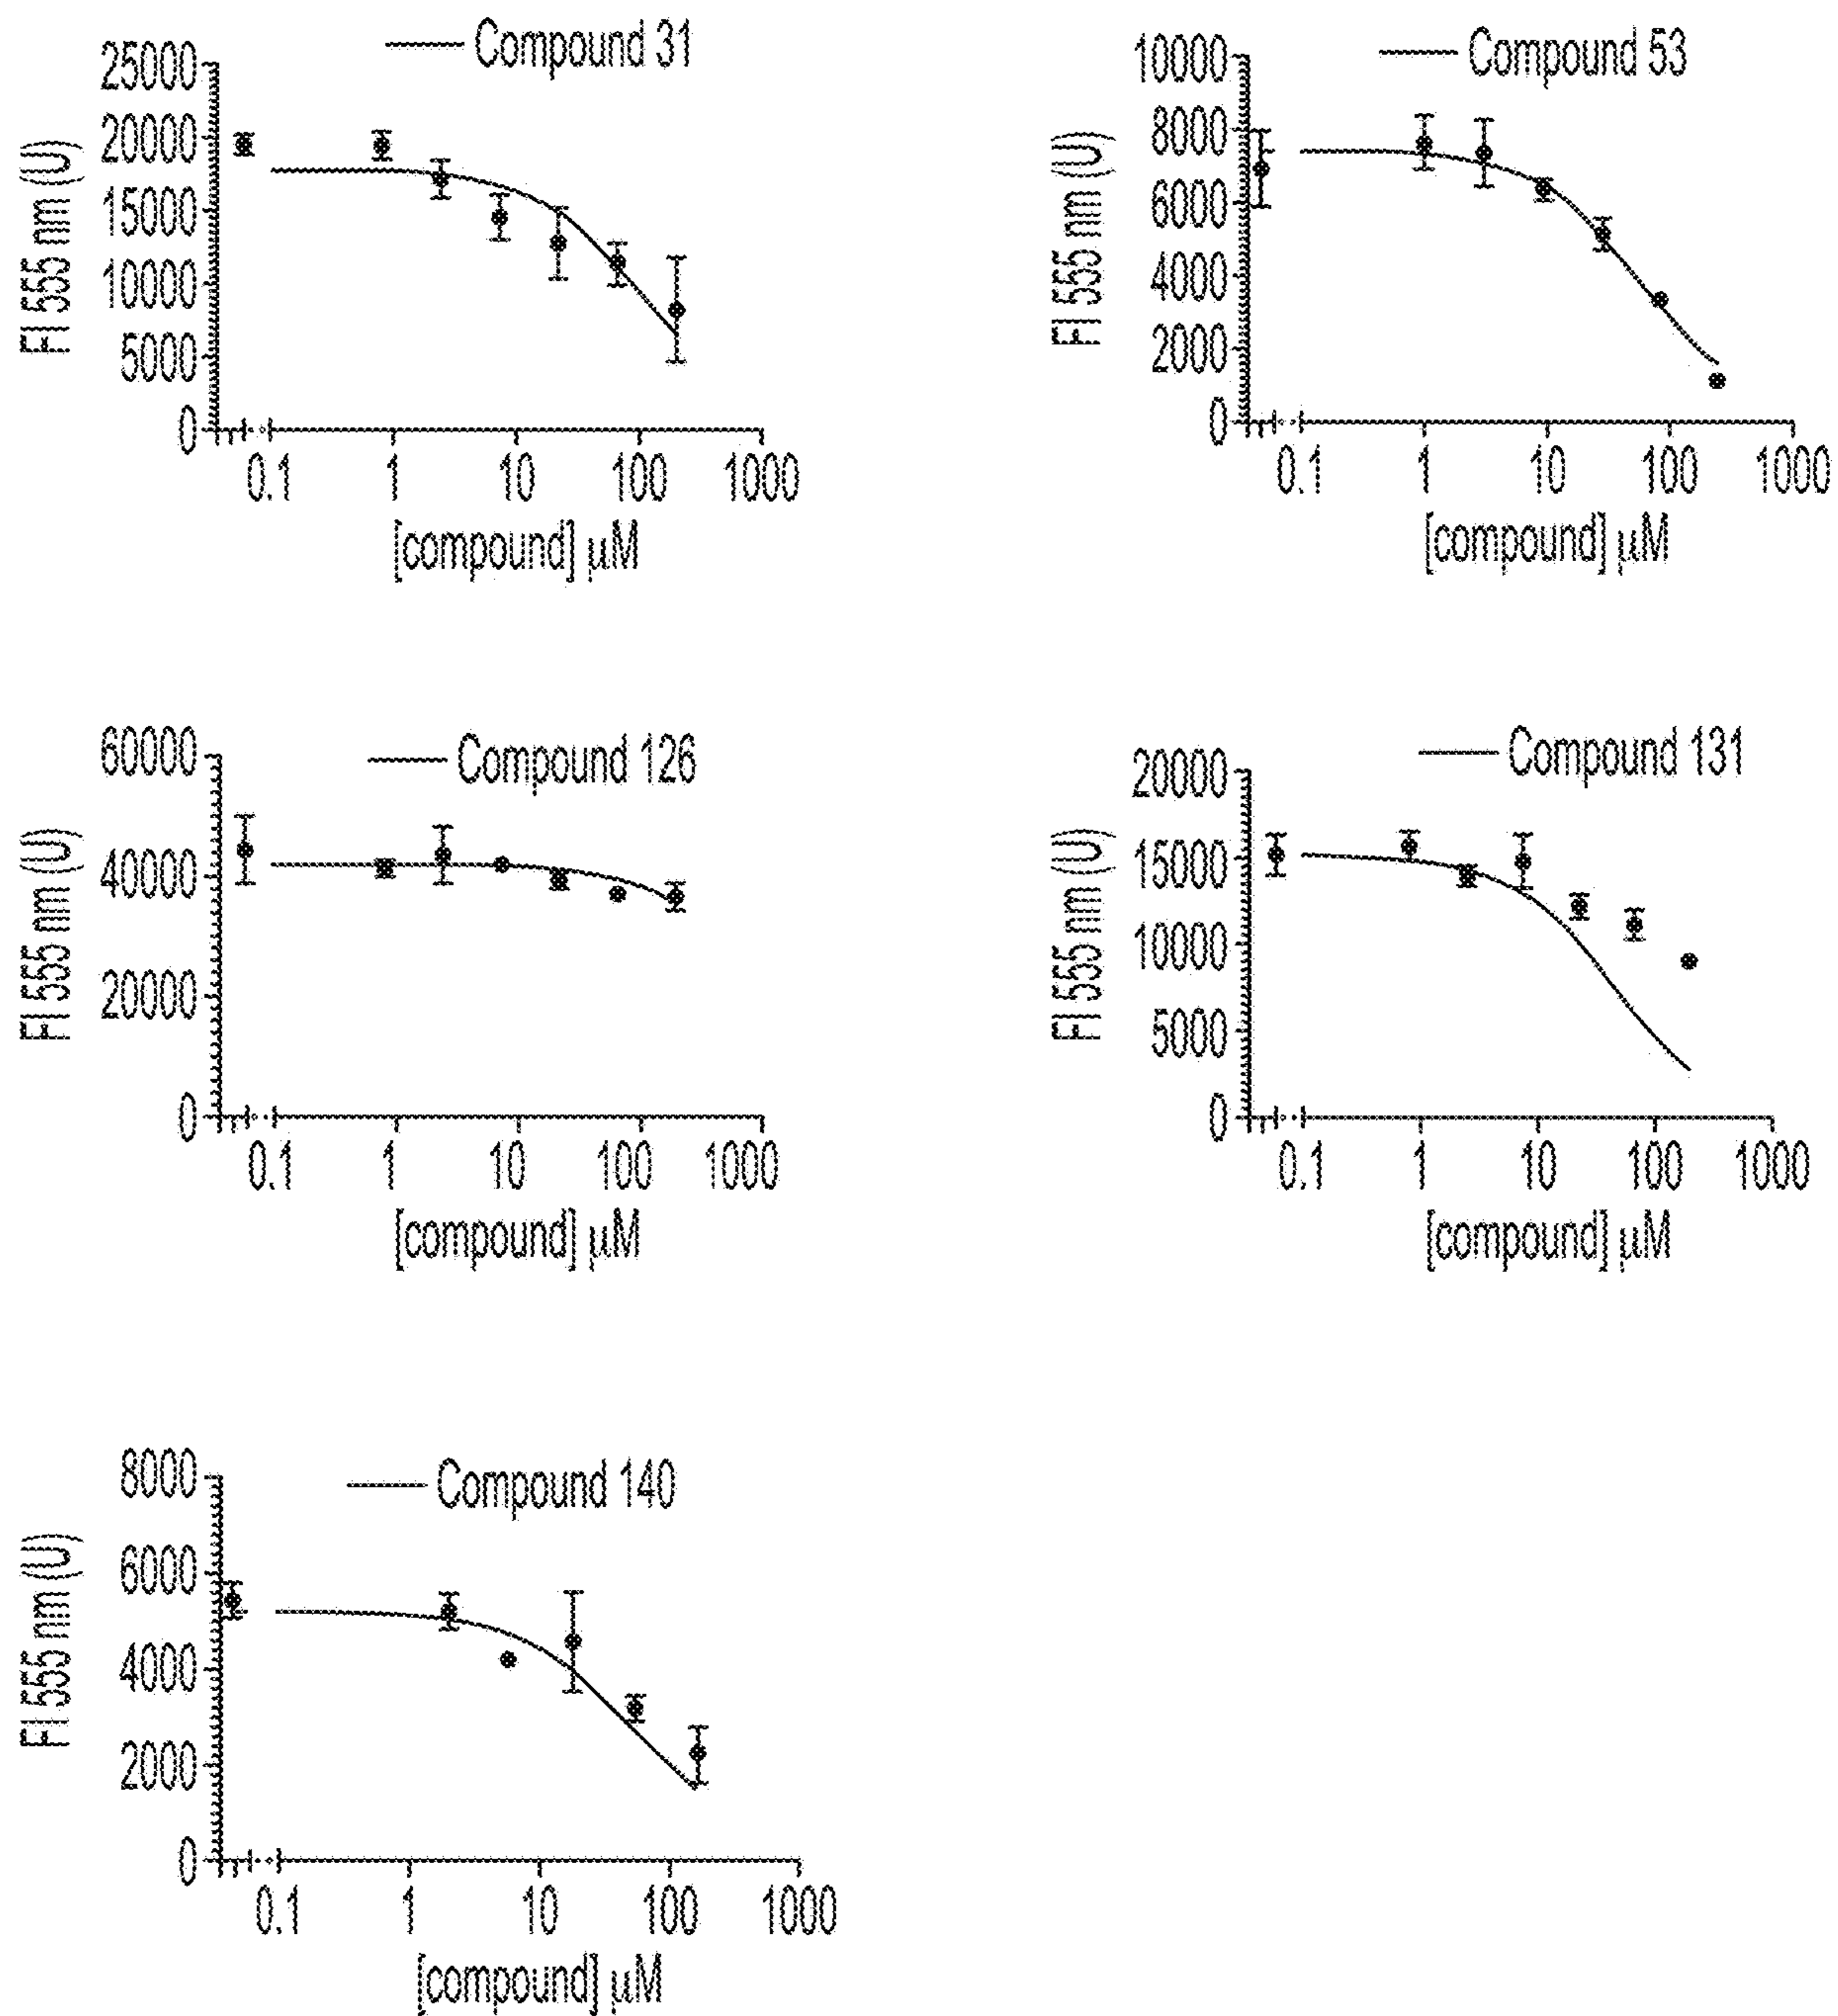 Compound 31
25000
20000
15000
10000
5000
0
FI 555 nm (U)
0.1 1 10 100 1000
[compound] µM
Compound 53
10000
8000
6000
4000
2000
0
FI 555 nm (U)
0.1 1 10 100 1000
[compound] µM
Compound 126
60000
40000
20000
0
FI 555 nm (U)
0.1 1 10 100 1000
[compound] µM
Compound 131
20000
15000
10000
5000
0
FI 555 nm (U)
0.1 1 10 100 1000
[compound] µM
Compound 140
8000
6000
4000
2000
0
FI 555 nm (U)
0.1 1 10 100 1000
[compound] µM